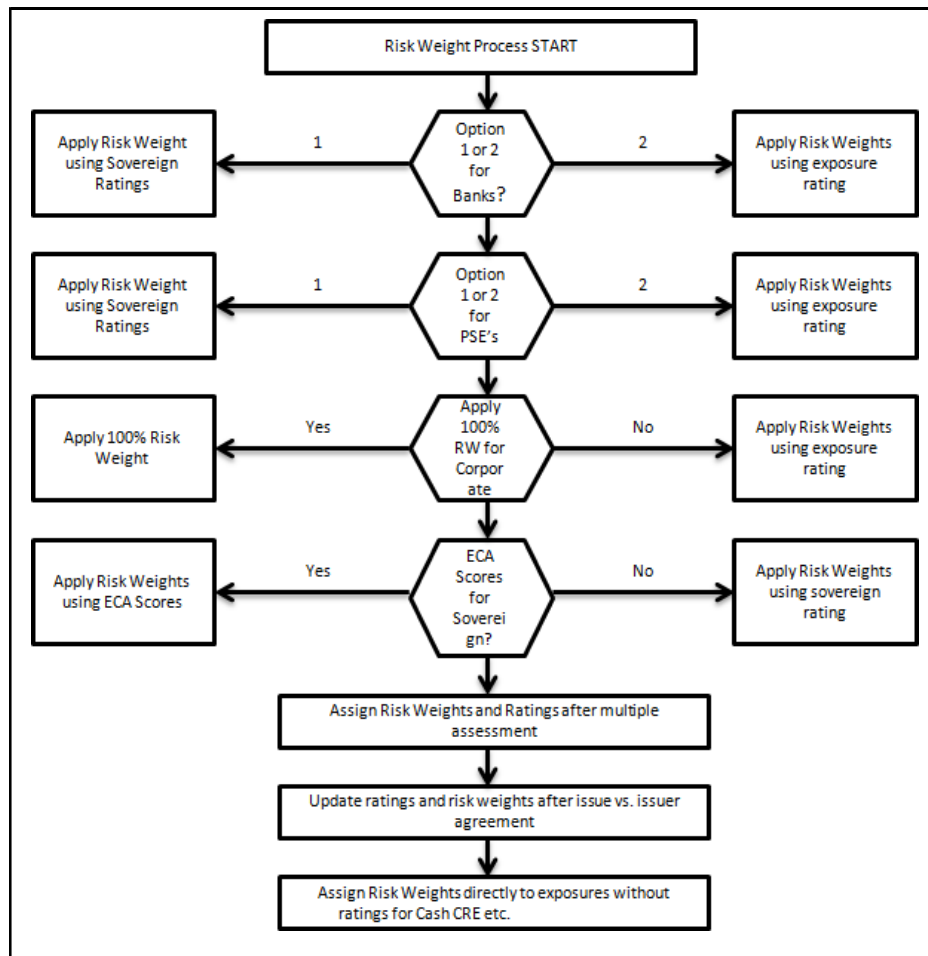 Risk Weight Process START
Option
1 or 2
for
Banks?
Apply Risk Weight
using Sovereign
Ratings
1
2
Apply Risk Weights
using exposure
rating
Option
1 or 2
for
PSE's
Apply Risk Weight
using Sovereign
Ratings
1
2
Apply Risk Weights
using exposure
rating
Apply
100%
RW for
Corpor
ate
Apply 100% Risk
Weight
Yes
No
Apply Risk Weights
using exposure
rating
ECA
Scores
for
Soverei
gn?
Apply Risk Weights
using ECA Scores
Yes
No
Apply Risk Weights
using sovereign
rating
Assign Risk Weights and Ratings after multiple
assessment
Update ratings and risk weights after issue vs. issuer
agreement
Assign Risk Weights directly to exposures without
ratings for Cash CRE etc.